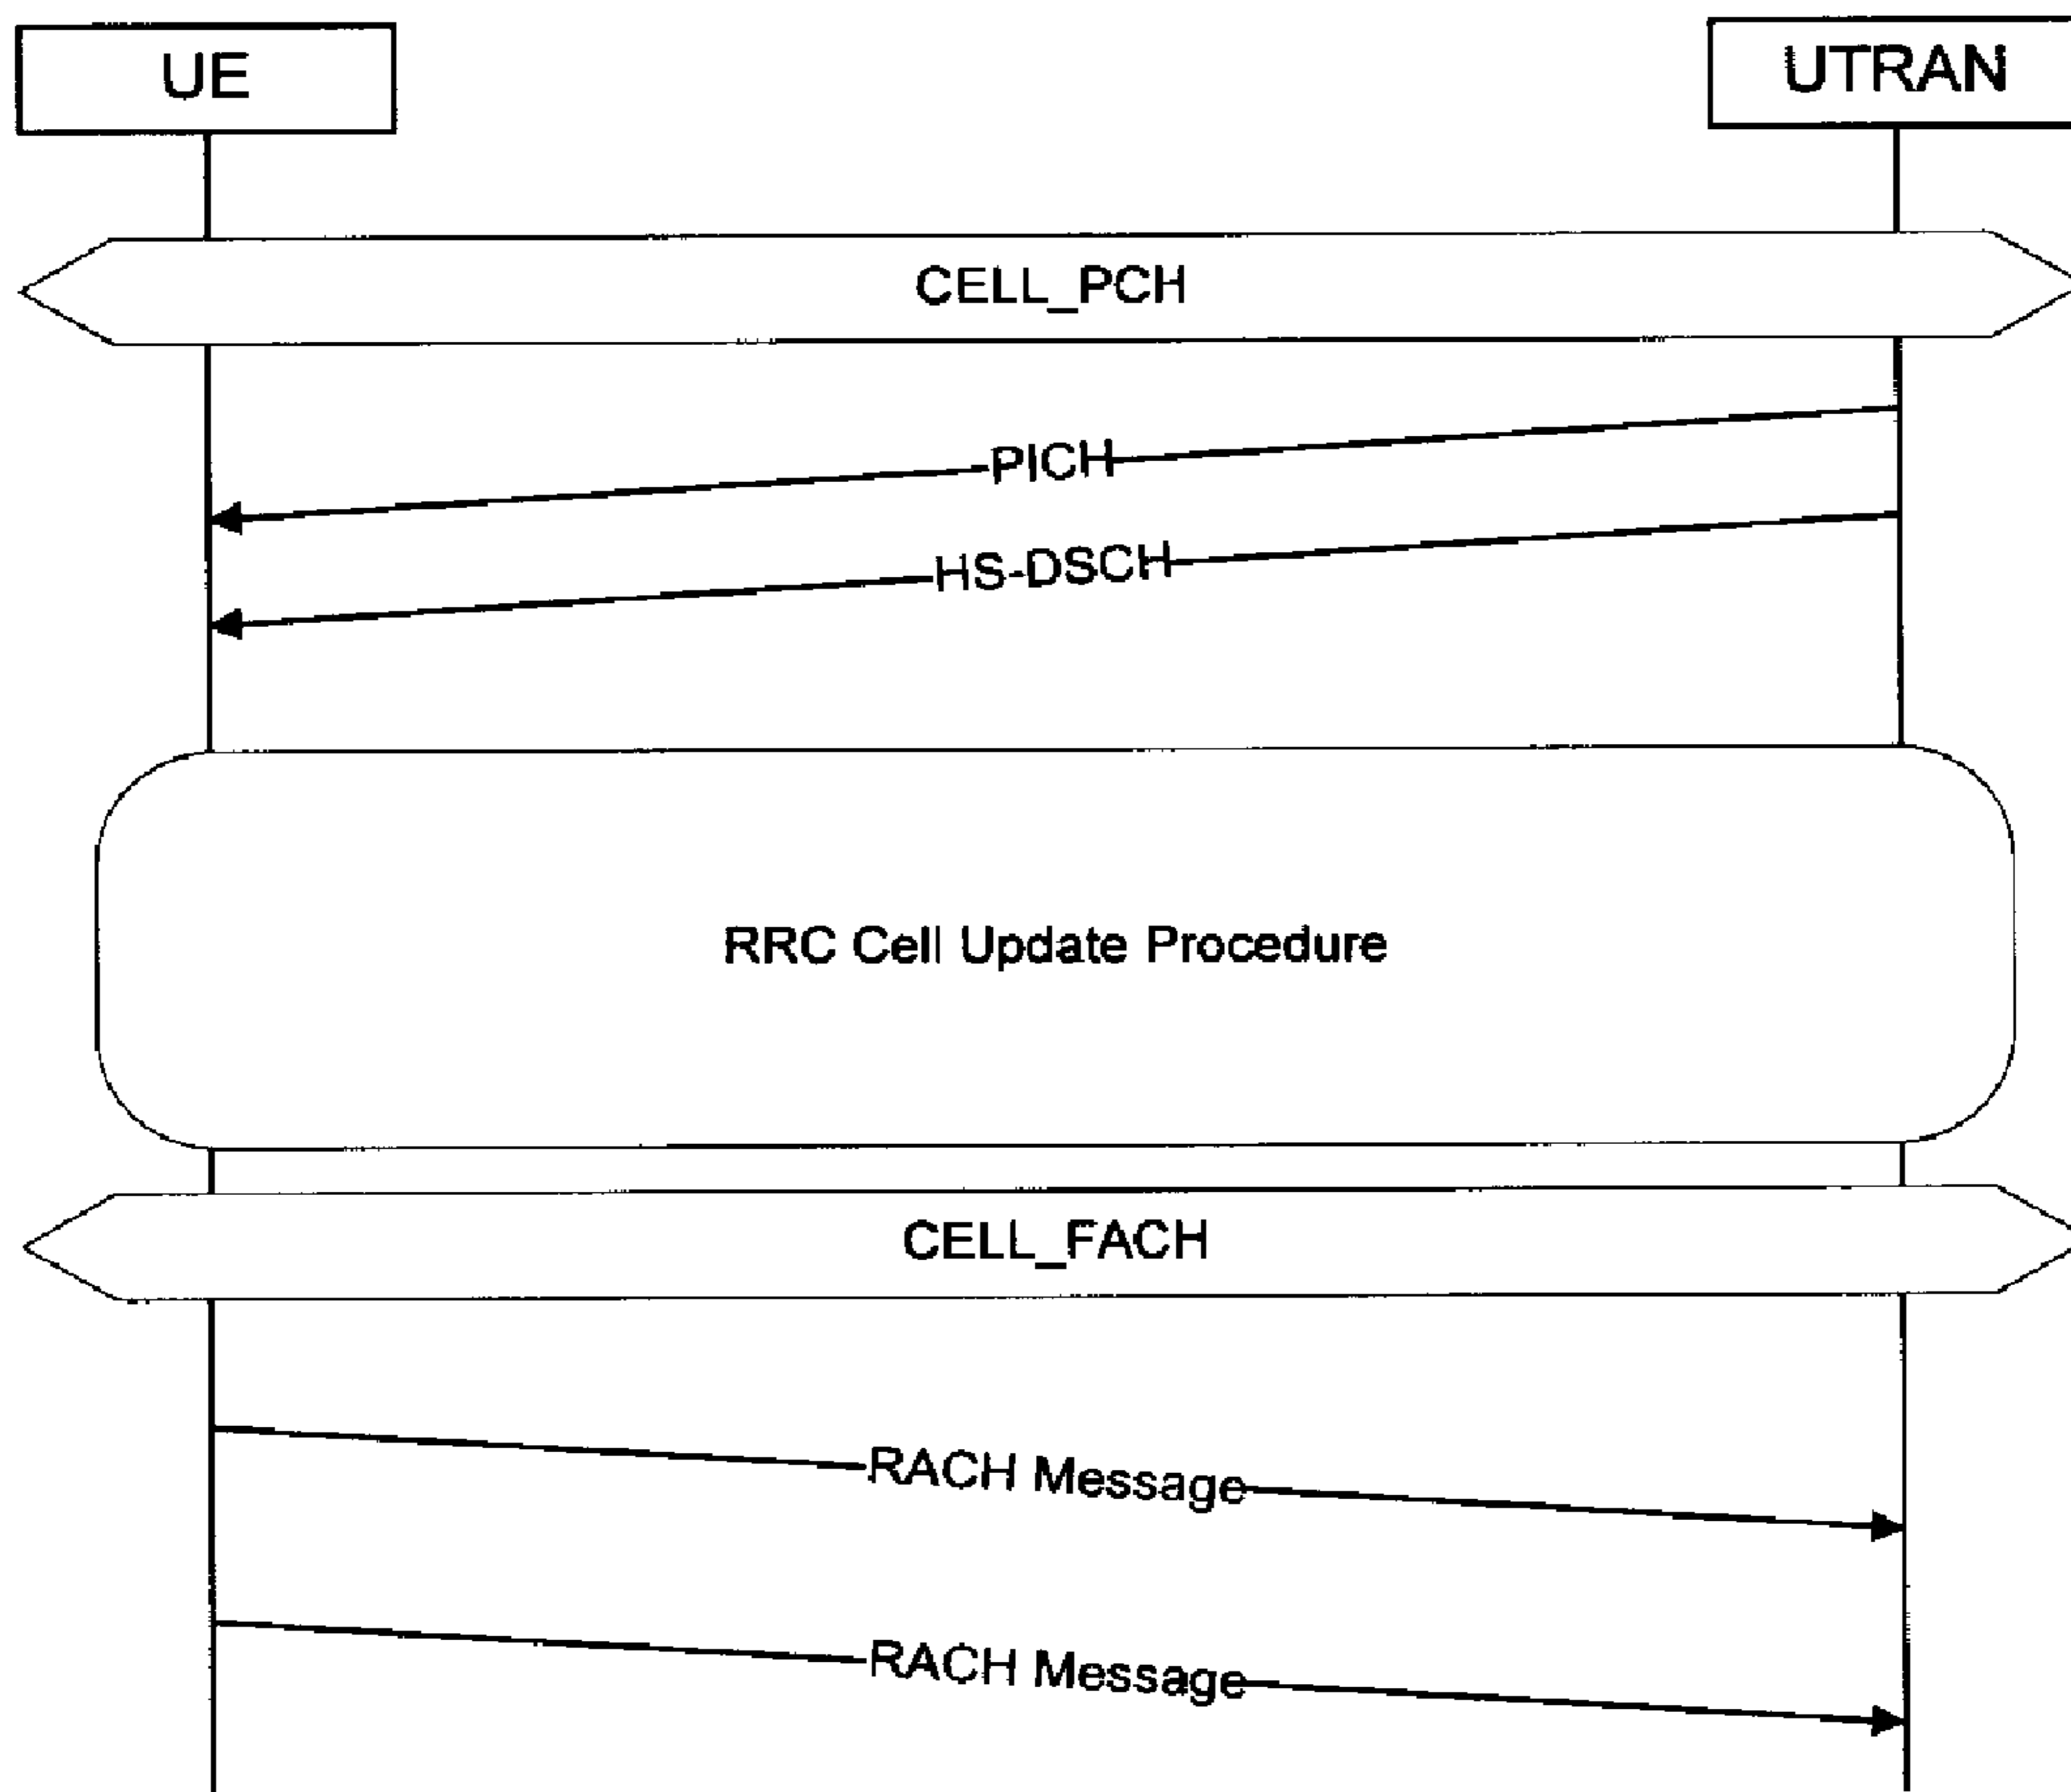 UE
UTRAN
CELL_PCH
PICH
HS-DSCH
RRC Cell Update Procedure
CELL_FACH
RACH Message
RACH Message